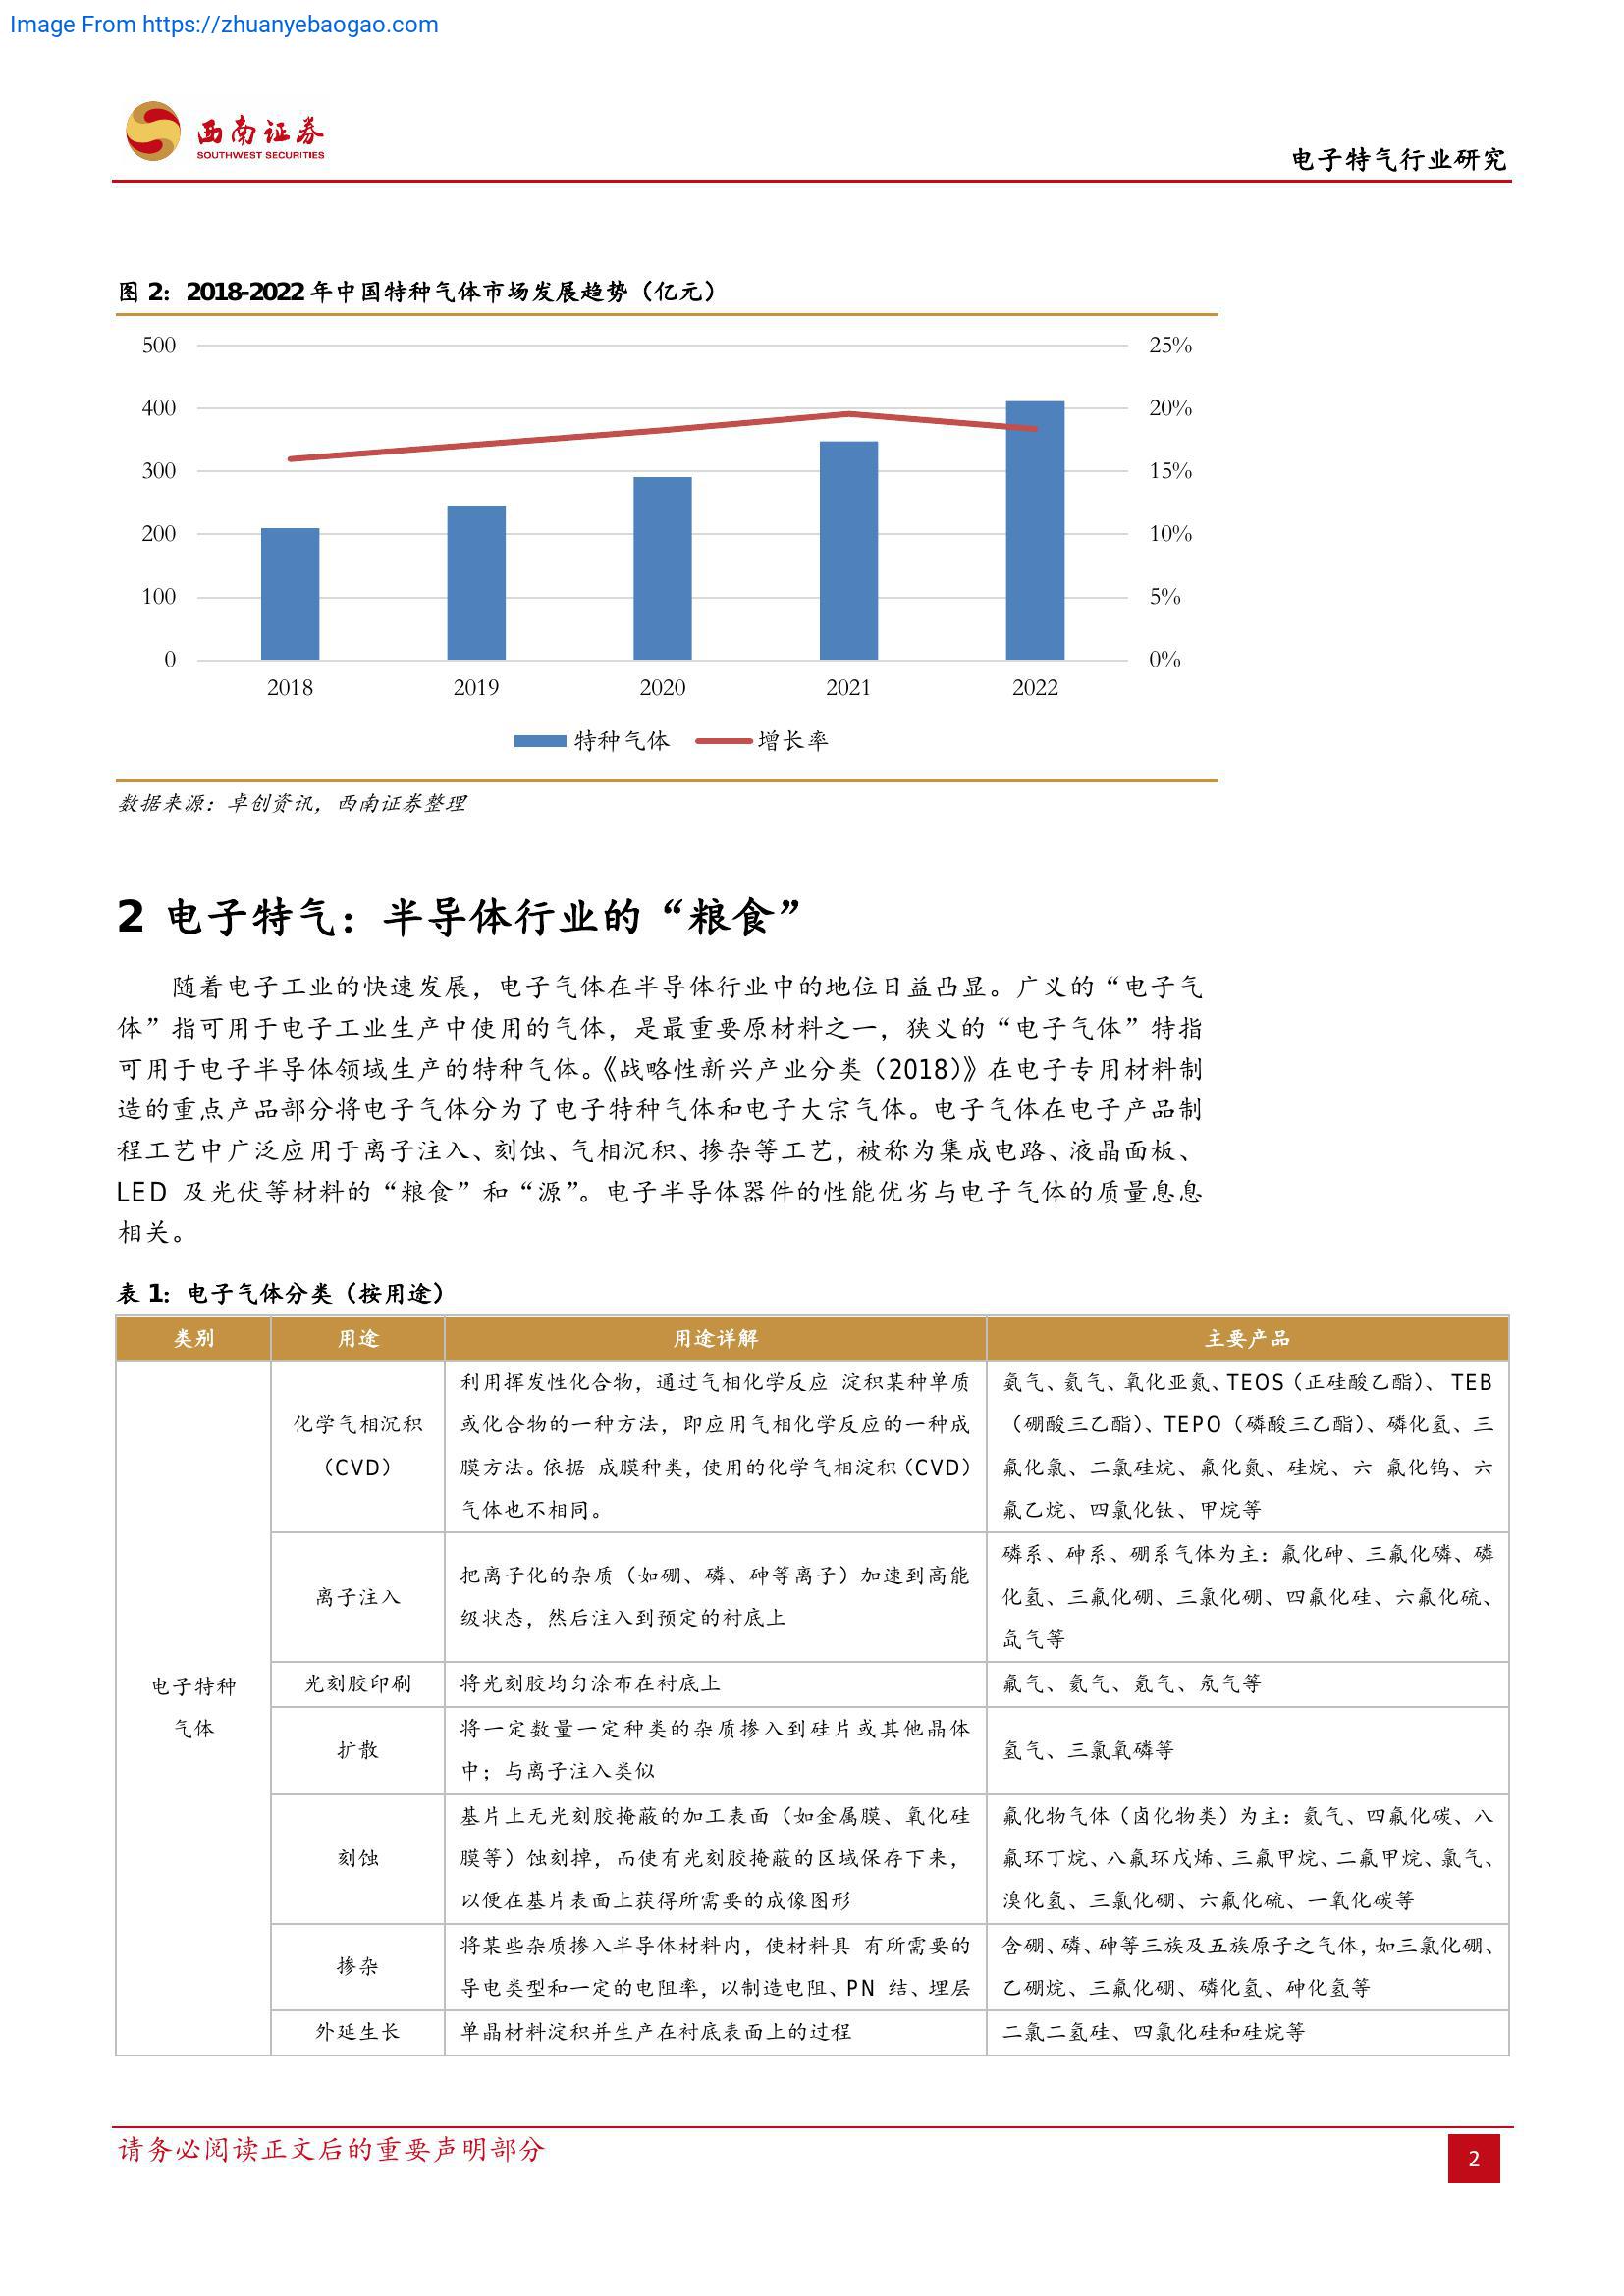 Image From https://zhuanyebaogao.com
西南证券
SOUTHWEST SECURITIES
电子特气行业研究
图 2：2018-2022 年中国特种气体市场发展趋势（亿元）
500
400
300
200
100
0
25%
20%
15%
10%
5%
0%
2018 2019 2020 2021 2022
特种气体 增长率
数据来源：卓创资讯，西南证券整理
2 电子特气：半导体行业的“粮食”
随着电子工业的快速发展，电子气体在半导体行业中的地位日益凸显。广义的“电子气
体”指可用于电子工业生产中使用的气体，是最重要原材料之一，狭义的“电子气体”特指
可用于电子半导体领域生产的特种气体。《战略性新兴产业分类（2018）》在电子专用材料制
造的重点产品部分将电子气体分为了电子特种气体和电子大宗气体。电子气体在电子产品制
程工艺中广泛应用于离子注入、刻蚀、气相沉积、掺杂等工艺，被称为集成电路、液晶面板、
LED 及光伏等材料的“粮食”和“源”。电子半导体器件的性能优劣与电子气体的质量息息
相关。
表 1：电子气体分类（按用途）
类别 用途 用途详解 主要产品
电子特种
气体
化学气相沉积
（CVD）
利用挥发性化合物，通过气相化学反应 淀积某种单质
或化合物的一种方法，即应用气相化学反应的一种成
膜方法。依据 成膜种类，使用的化学气相淀积（CVD）
气体也不相同。
氨气、氦气、氧化亚氮、TEOS（正硅酸乙酯）、 TEB
（硼酸三乙酯）、TEPO（磷酸三乙酯）、磷化氢、三
氟化氯、二氯硅烷、氟化氮、硅烷、六 氟化钨、六
氟乙烷、四氯化钛、甲烷等
离子注入
把离子化的杂质（如硼、磷、砷等离子）加速到高能
级状态，然后注入到预定的衬底上
磷系、砷系、硼系气体为主：氟化砷、三氟化磷、磷
化氢、三氟化硼、三氯化硼、四氟化硅、六氟化硫、
氙气等
光刻胶印刷
将光刻胶均匀涂布在衬底上
氟气、氦气、氪气、氖气等
扩散
将一定数量一定种类的杂质掺入到硅片或其他晶体
中；与离子注入类似
氢气、三氯氧磷等
刻蚀
基片上无光刻胶掩蔽的加工表面（如金属膜、氧化硅
膜等）蚀刻掉，而使有光刻胶掩蔽的区域保存下来，
以便在基片表面上获得所需要的成像图形
氟化物气体（卤化物类）为主：氦气、四氟化碳、八
氟环丁烷、八氟环戊烯、三氟甲烷、二氟甲烷、氯气、
溴化氢、三氯化硼、六氟化硫、一氧化碳等
掺杂
将某些杂质掺入半导体材料内，使材料具 有所需要的
导电类型和一定的电阻率，以制造电阻、PN 结、埋层
含硼、磷、砷等三族及五族原子之气体，如三氯化硼、
乙硼烷、三氟化硼、磷化氢、砷化氢等
外延生长
单晶材料淀积并生产在衬底表面上的过程
二氯二氢硅、四氯化硅和硅烷等
请务必阅读正文后的重要声明部分
2